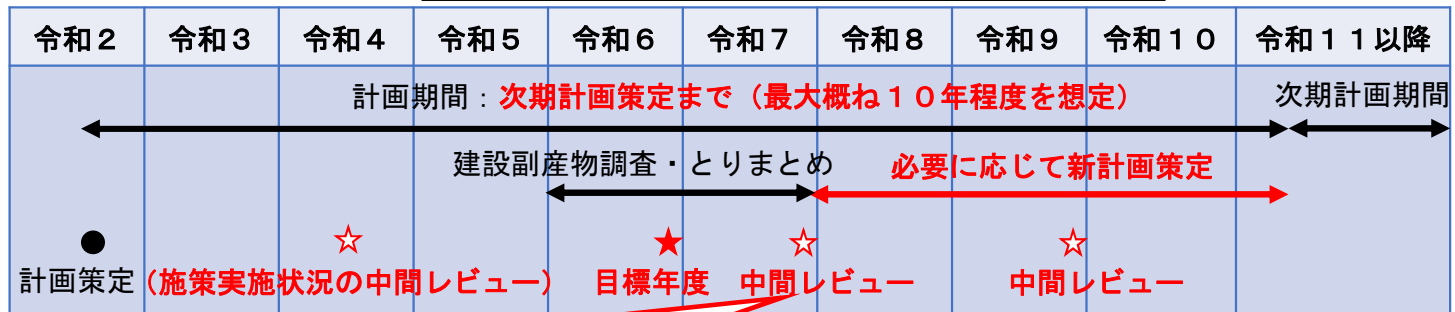 令和２ 令和３ 令和４ 令和５ 令和６ 令和７ 令和８ 令和９ 令和１０ 令和１１以降
計画期間：次期計画策定まで（最大概ね１０年程度を想定） 次期計画期間
建設副産物調査・とりまとめ 必要に応じて新計画策定
● ☆ ★ ☆ ☆
計画策定 （施策実施状況の中間レビュー） 目標年度 中間レビュー 中間レビュー